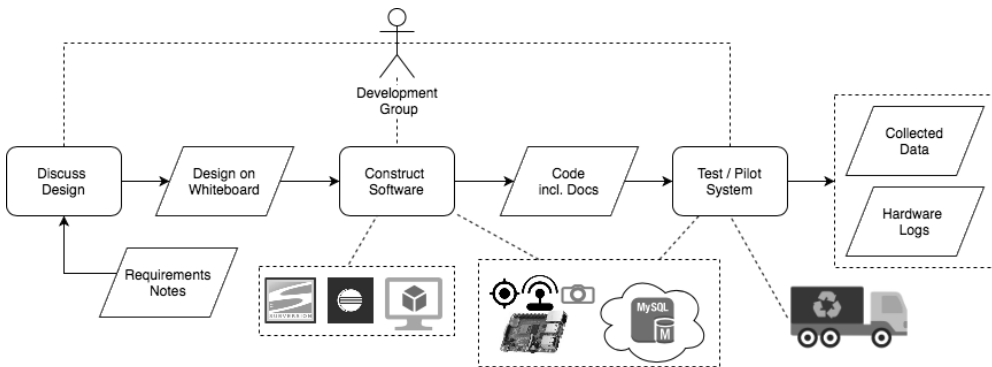 Development
Group
Discuss
Design
Design on
Whiteboard
Construct
Software
Code
incl. Docs
Test / Pilot
System
Collected
Data
Hardware
Logs
Requirements
Notes
SUBVERSION
MySQL
M